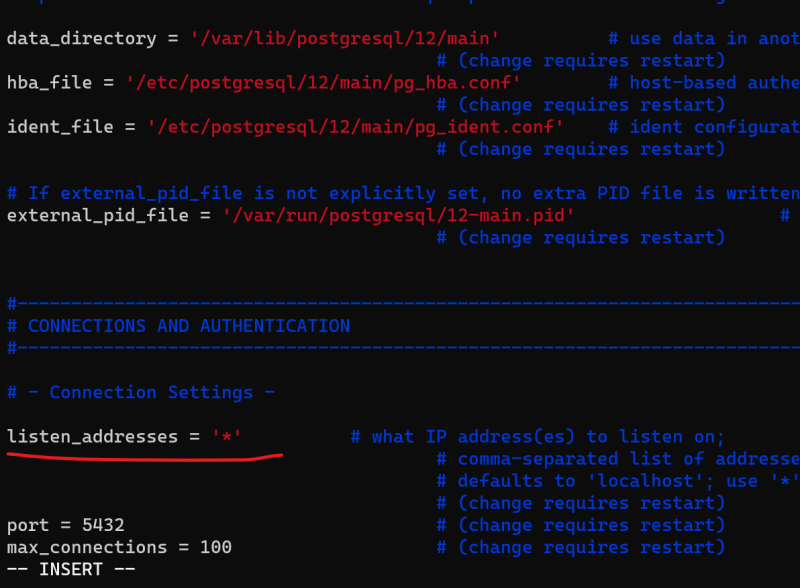 data_directory = '/var/lib/postgresql/12/main' # use data in anot
# (change requires restart)
hba_file = '/etc/postgresql/12/main/pg_hba.conf' # host-based authe
# (change requires restart)
ident_file = '/etc/postgresql/12/main/pg_ident.conf' # ident configurat
# (change requires restart)
# If external_pid_file is not explicitly set, no extra PID file is written
external_pid_file = '/var/run/postgresql/12-main.pid' #
# (change requires restart)
#-------------------------------------------------------------------------
# CONNECTIONS AND AUTHENTICATION
#-------------------------------------------------------------------------
# - Connection Settings -
listen_addresses = '*' # what IP address(es) to listen on;
# comma-separated list of addresse
# defaults to 'localhost'; use '*'
# (change requires restart)
port = 5432 # (change requires restart)
max_connections = 100 # (change requires restart)
-- INSERT --